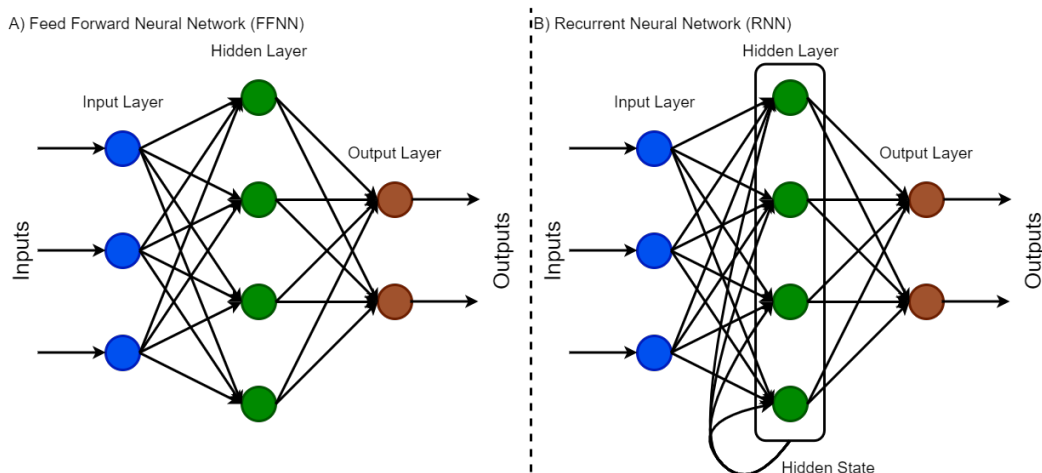 A) Feed Forward Neural Network (FFNN)
Hidden Layer
Input Layer
Output Layer
Inputs
Outputs
B) Recurrent Neural Network (RNN)
Hidden Layer
Input Layer
Output Layer
Inputs
Outputs
Hidden State